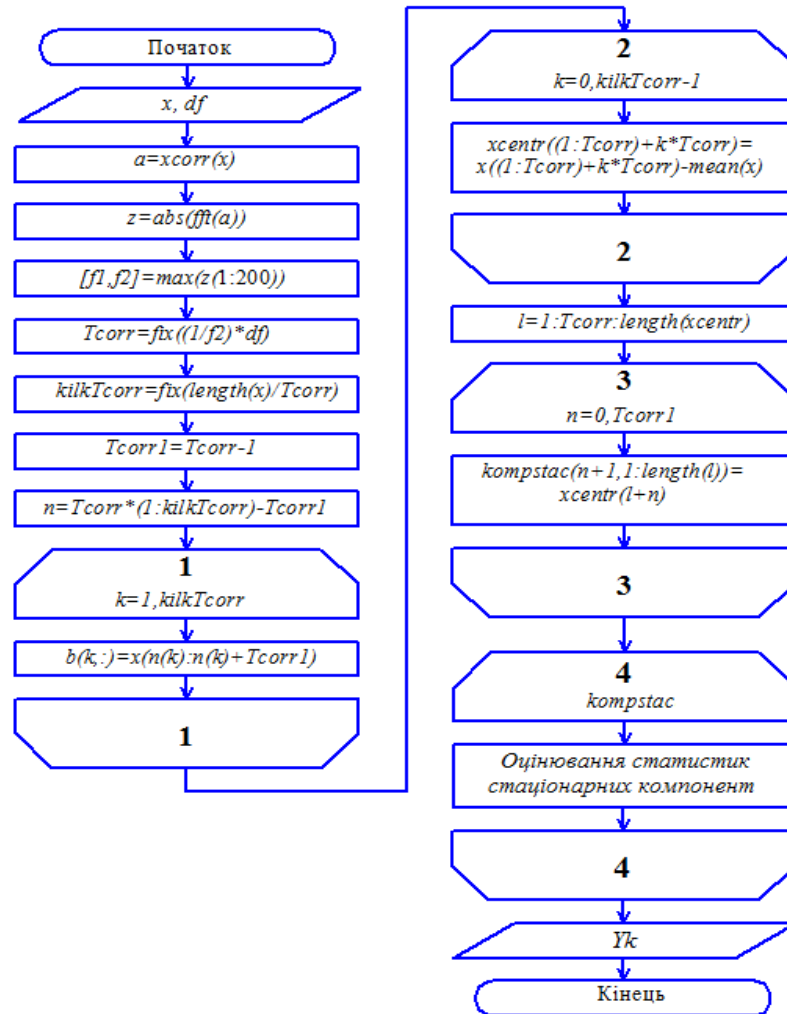 Початок
x, df
a=xcorr(x)
z=abs(fft(a))
[f1,f2]=max(z(1:200))
Tcorr=fix((1/f2)*df)
kilkTcorr=fix(length(x)/Tcorr)
Tcorr1=Tcorr-1
n=Tcorr*(1:kilkTcorr)-Tcorr1
1
k=1,kilkTcorr
b(k,:)=x(n(k):n(k)+Tcorr1)
1
2
k=0,kilkTcorr-1
xcentr((1:Tcorr)+k*Tcorr)=
x((1:Tcorr)+k*Tcorr)-mean(x)
2
l=1:Tcorr:length(xcentr)
3
n=0,Tcorr1
kompstac(n+1,1:length(l))=
xcentr(l+n)
3
4
kompstac
Оцінювання статистик
стаціонарних компонент
4
Yk
Кінець